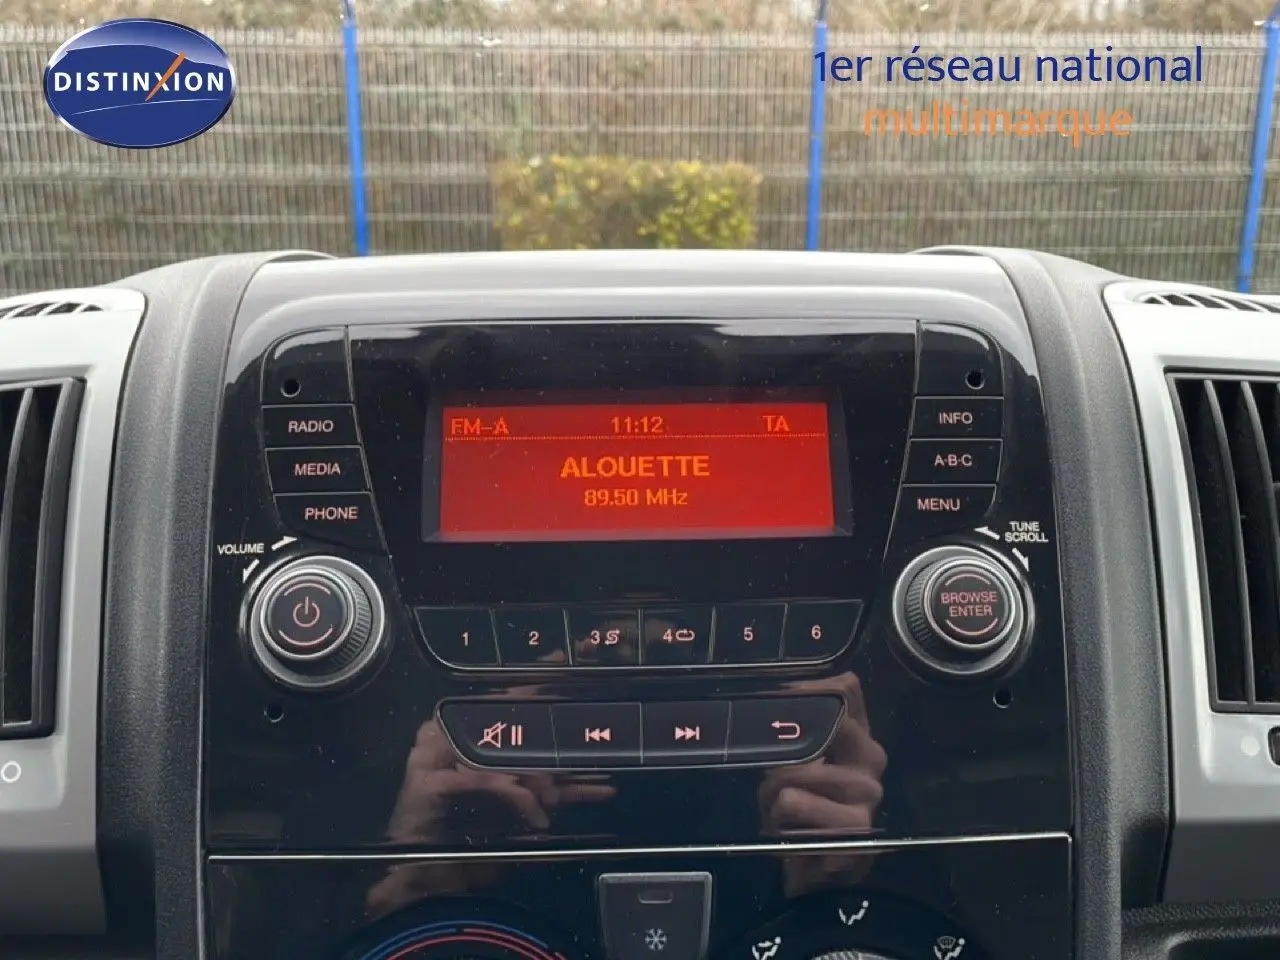 DISTINXION
1er réseau national
multimarque
FM-A 11:12 TA
ALOUETTE
89.50 MHz
RADIO
MEDIA
PHONE
VOLUME
INFO
A·B·C
MENU
TUNE
SCROLL
BROWSE
ENTER
1 2 3 4 5 6